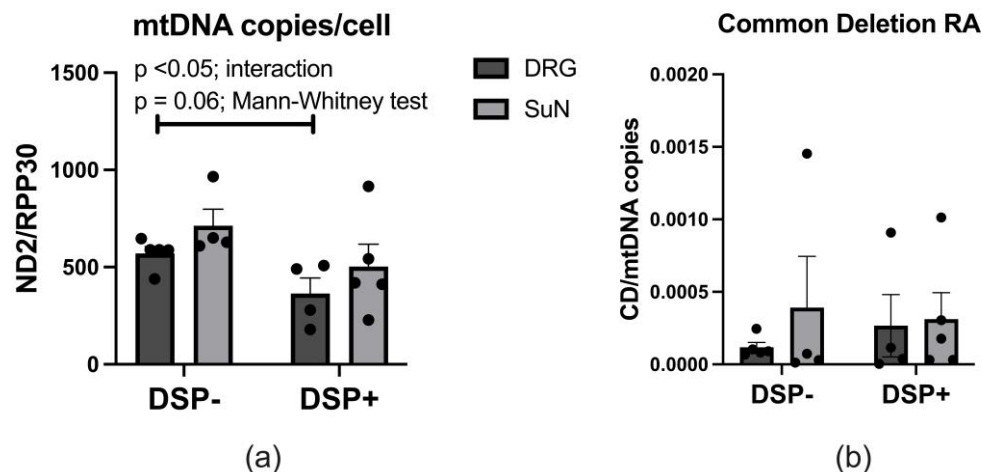 mtDNA copies/cell
p <0.05; interaction
p = 0.06; Mann-Whitney test
ND2/RPP30
1500
1000
500
0
DSP-
DSP+
(a)
DRG
SuN
Common Deletion RA
CD/mtDNA copies
0.0020
0.0015
0.0010
0.0005
0.0000
DSP-
DSP+
(b)